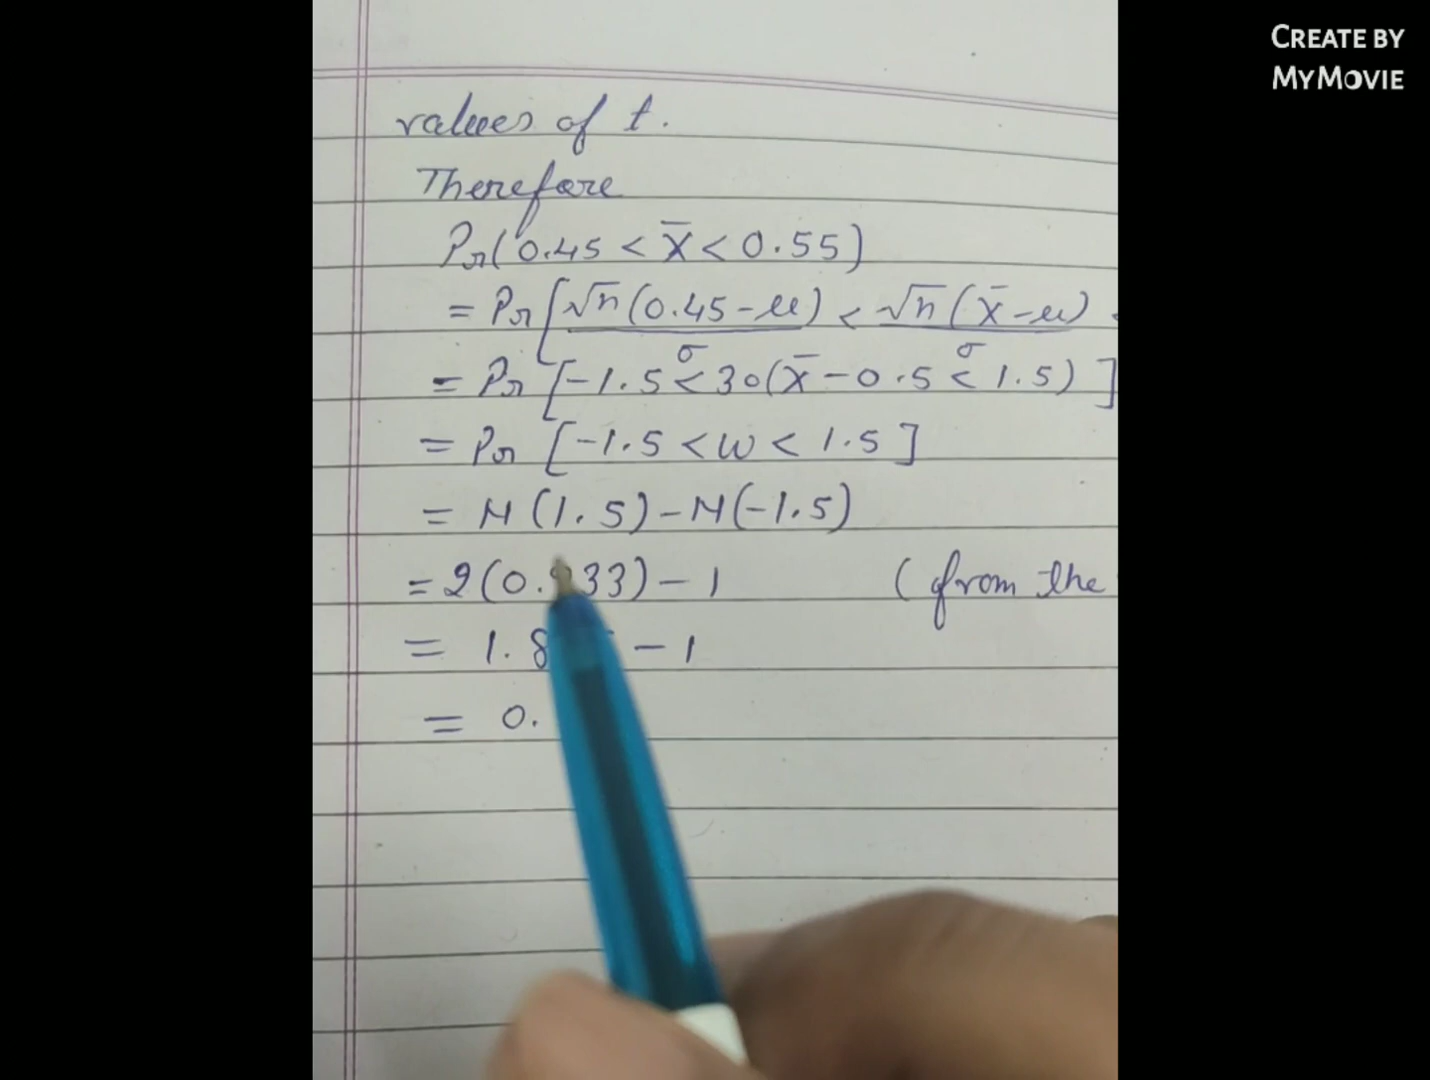 CREATE BY
MYMOVIE
values of t.
Therefore
Pr(0.45 < x̄ < 0.55)
= Pr[√n(0.45-μ)/σ < √n(x̄-μ)/σ
= Pr[-1.5 < 30(x̄-0.5 < 1.5)]
= Pr[-1.5 < w < 1.5]
= N(1.5)-N(-1.5)
= 2(0.933)-1 (from the
= 1.8 -1
= 0.